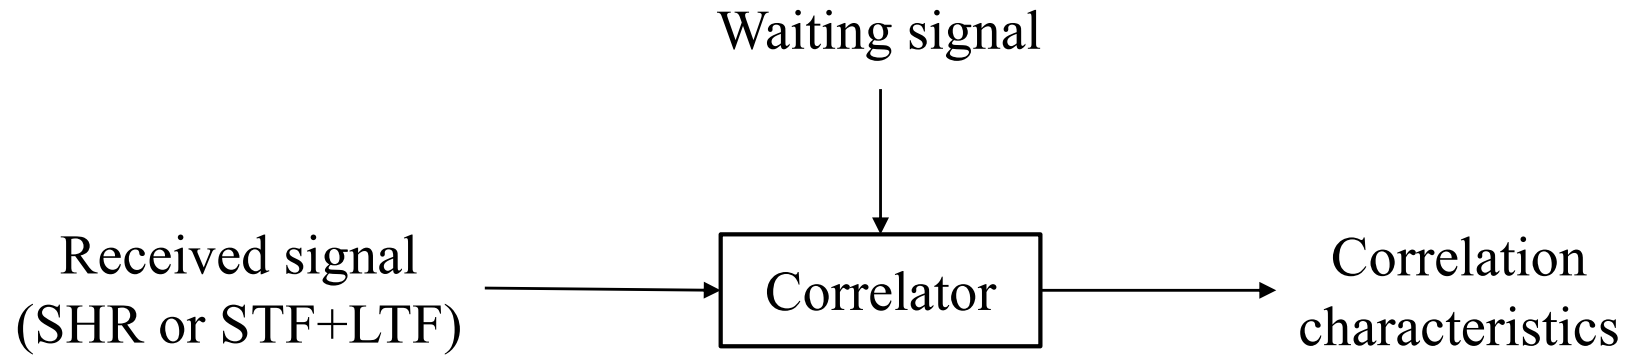 Waiting signal
Received signal
(SHR or STF+LTF)
Correlator
Correlation
characteristics